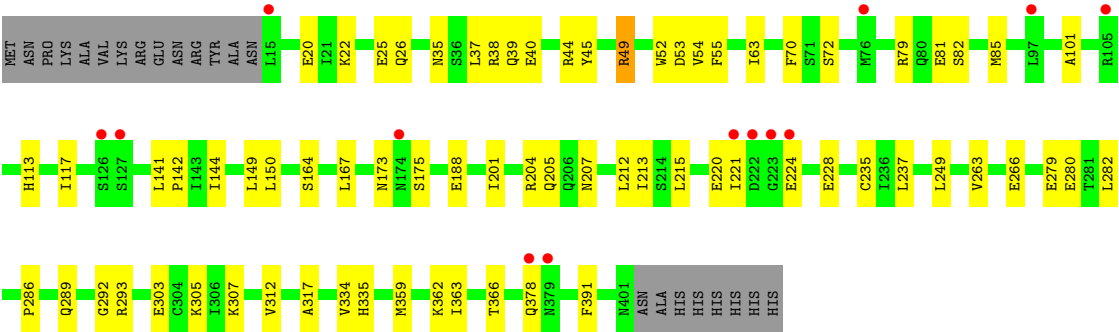 MET ASN PRO LYS ALA VAL LYS ARG GLU ASN ARG TYR ALA ASN L15 E20 I21 K22 E25 Q26 N35 S36 L37 R38 Q39 E40 R44 Y45 R49 W52 D53 V54 F55 I63 F70 S71 S72 M76 R79 Q80 E81 S82 M85 L97 A101 R105
H113 I117 S126 S127 L141 P142 I143 I144 L149 L150 S164 L167 N173 N174 S175 E188 I201 R204 Q205 Q206 N207 L212 I213 S214 L215 E220 I221 D222 G223 E224 E228 C235 I236 L237 L249 V263 E266 E279 E280 T281 L282
P286 Q289 G292 R293 E303 C304 K305 I306 K307 V312 A317 V334 H335 M359 K362 I363 T366 Q378 N379 F391 N401 ASN ALA HIS HIS HIS HIS HIS HIS